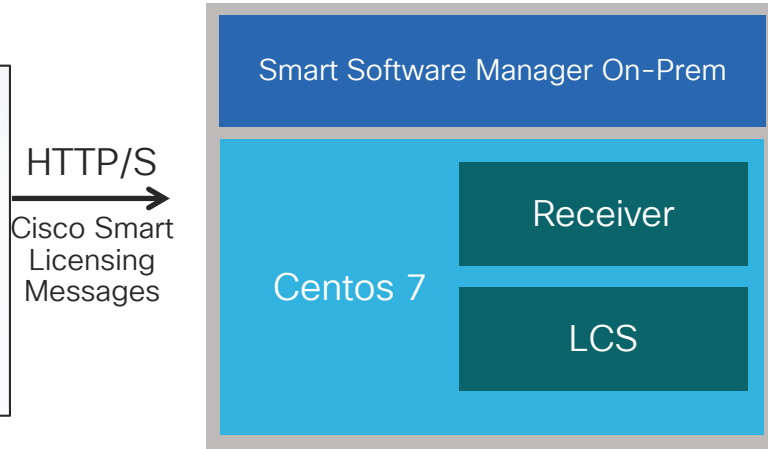 Smart Software Manager On-Prem
HTTP/S
Cisco Smart
Licensing
Messages
Centos 7
Receiver
LCS